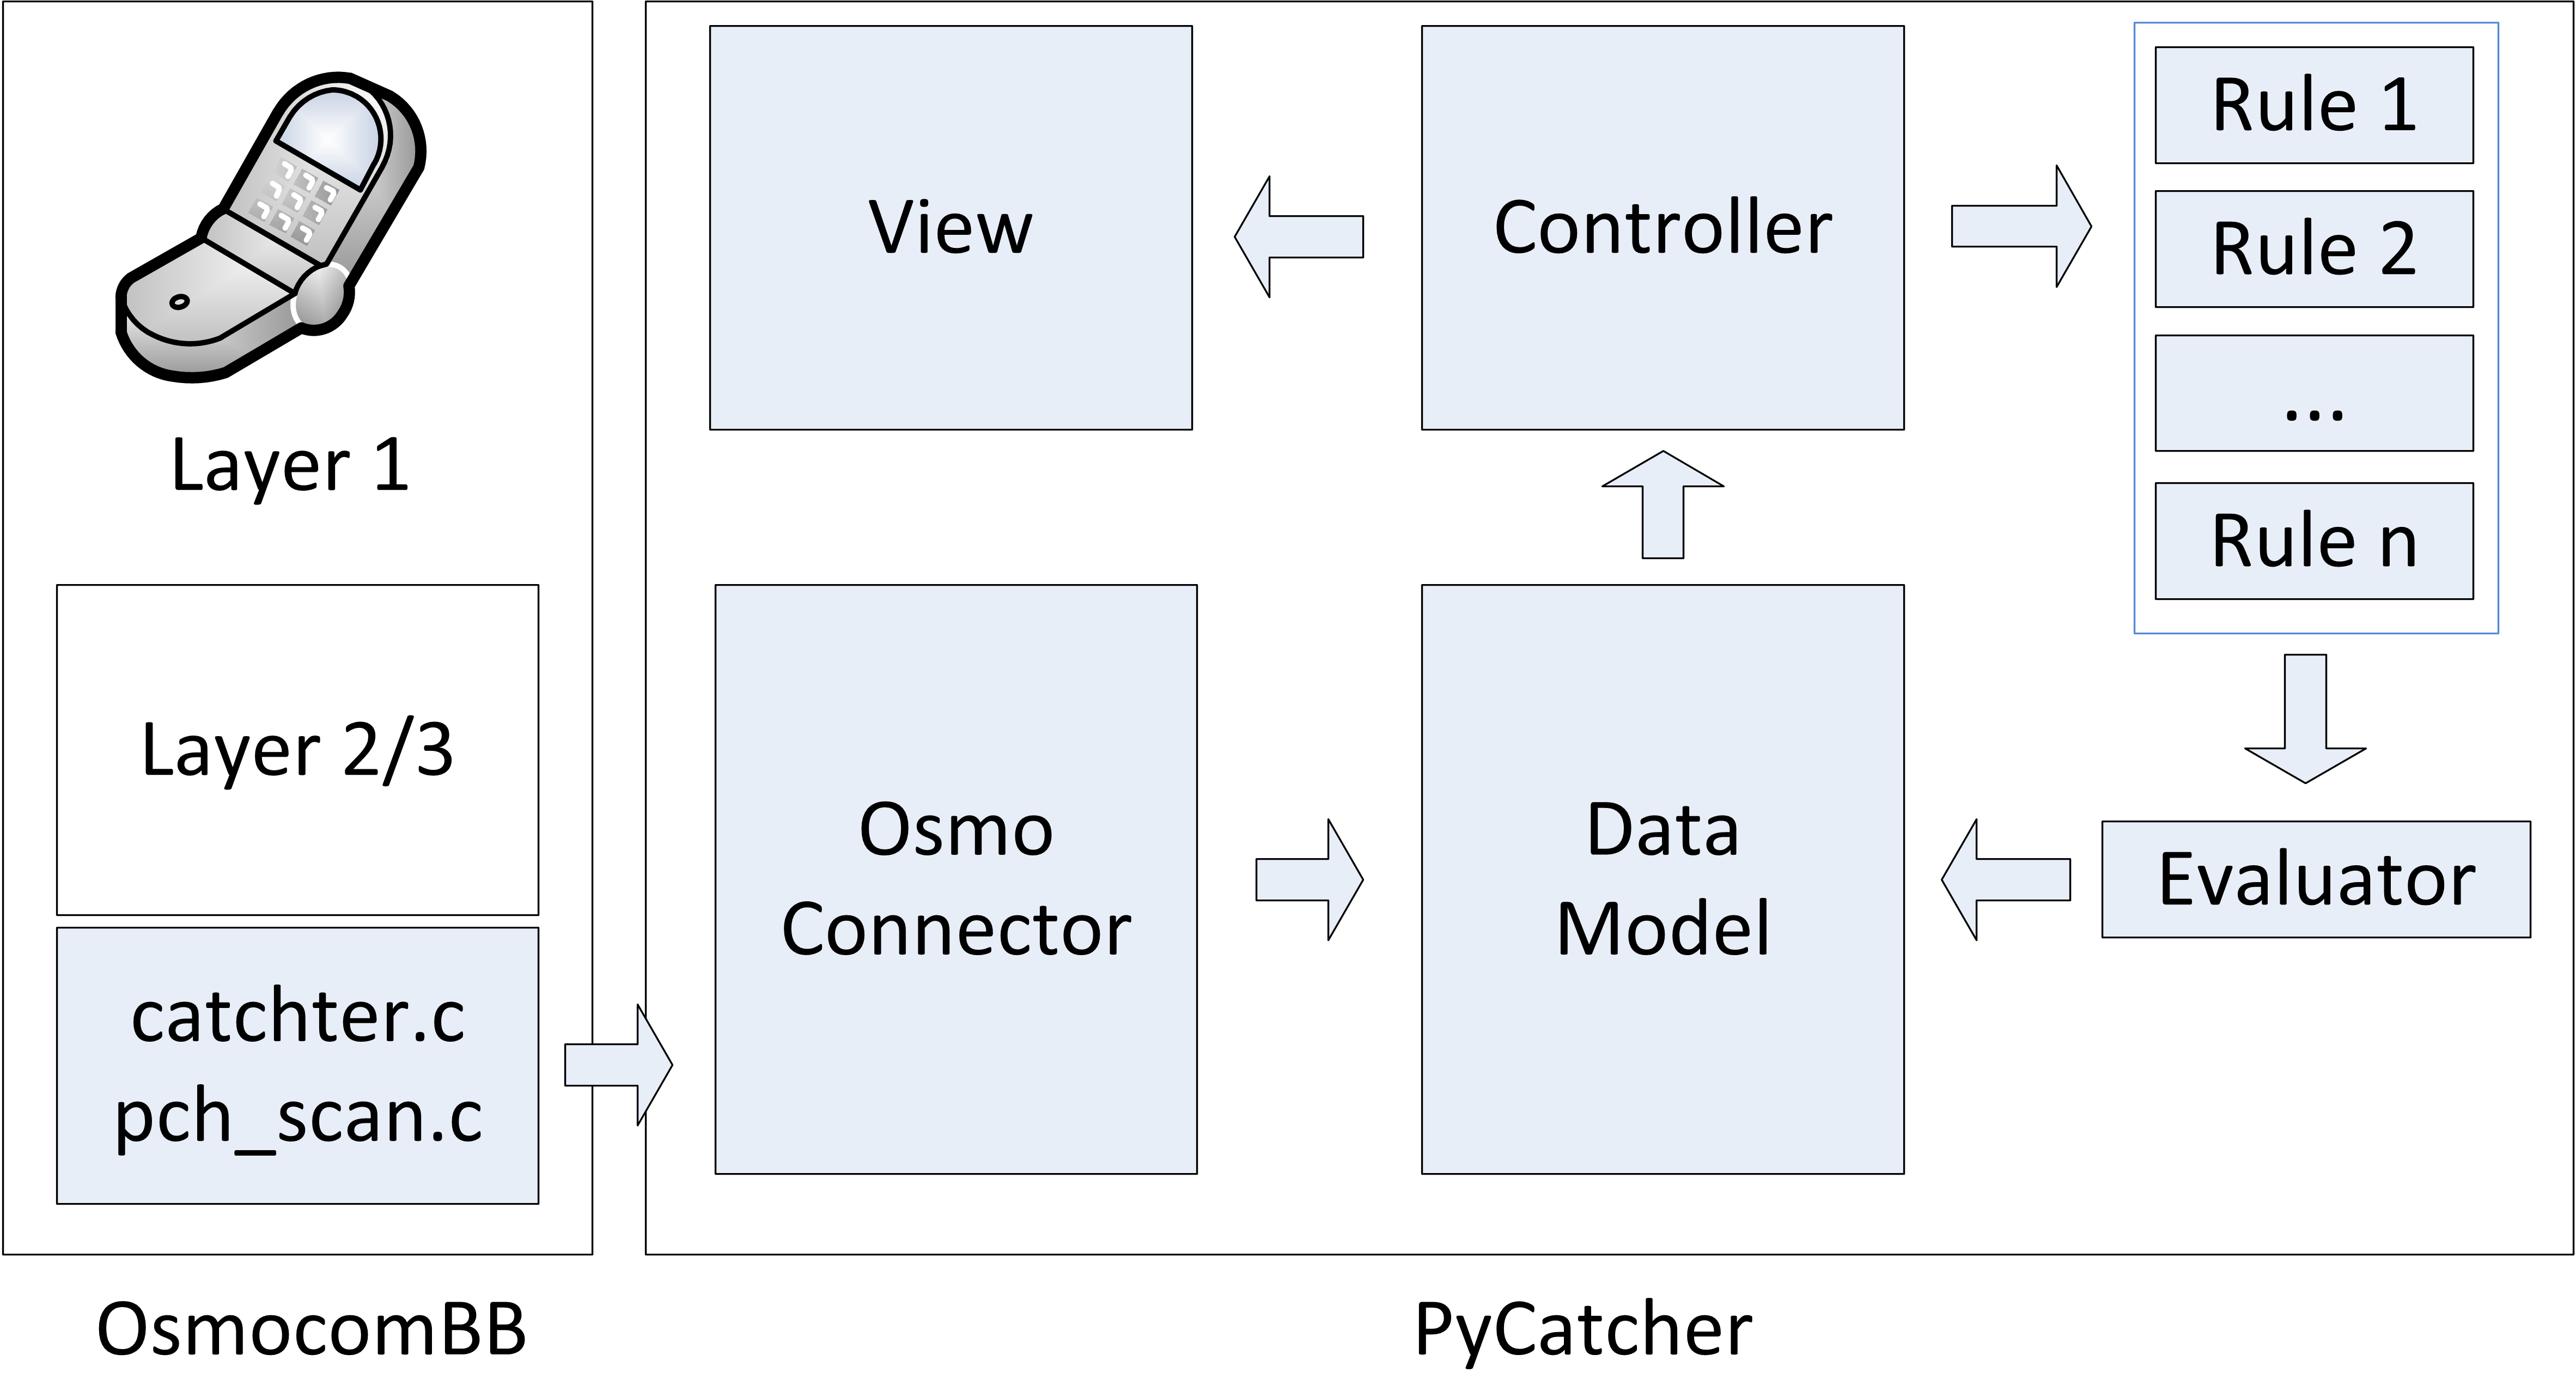 Layer 1
Layer 2/3
catchter.c
pch_scan.c
OsmocomBB
View
Controller
Rule 1
Rule 2
...
Rule n
Osmo
Connector
Data
Model
Evaluator
PyCatcher